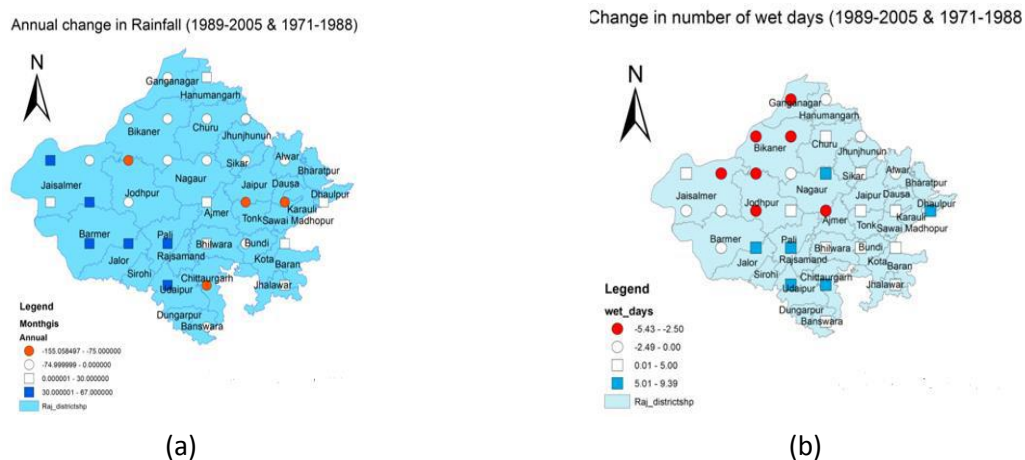 Annual change in Rainfall (1989-2005 & 1971-1988)
N
Ganganagar
Hanumangarh
Bikaner
Churu
Jhunjhunun
Sikar
Alwar
Bharatpur
Jaisalmer
Jodhpur
Nagaur
Jaipur
Dausa
Dhaulpur
Karauli
Ajmer
Tonk
Sawai Madhopur
Barmer
Pali
Bhilwara
Bundi
Jalor
Rajsamand
Kota
Baran
Sirohi
Chittaurgarh
Udaipur
Jhalawar
Dungarpur
Banswara
Legend
Monthgis
Annual
-155.058497 - -75.000000
-74.999999 - 0.000000
0.000001 - 30.000000
30.000001 - 67.000000
Raj_districtshp
(a)
Change in number of wet days (1989-2005 & 1971-1988
N
Ganganagar
Hanumangarh
Bikaner
Churu
Jhunjhunun
Sikar
Alwar
Bharatpur
Jaisalmer
Nagaur
Jaipur
Dausa
Dhaulpur
Jodhpur
Karauli
Ajmer
Tonk
Sawai Madhopur
Barmer
Pali
Bhilwara
Bundi
Jalor
Rajsamand
Kota
Baran
Sirohi
Chittaurgarh
Udaipur
Jhalawar
Dungarpur
Banswara
Legend
wet_days
-5.43 - -2.50
-2.49 - 0.00
0.01 - 5.00
5.01 - 9.39
Raj_districtshp
(b)